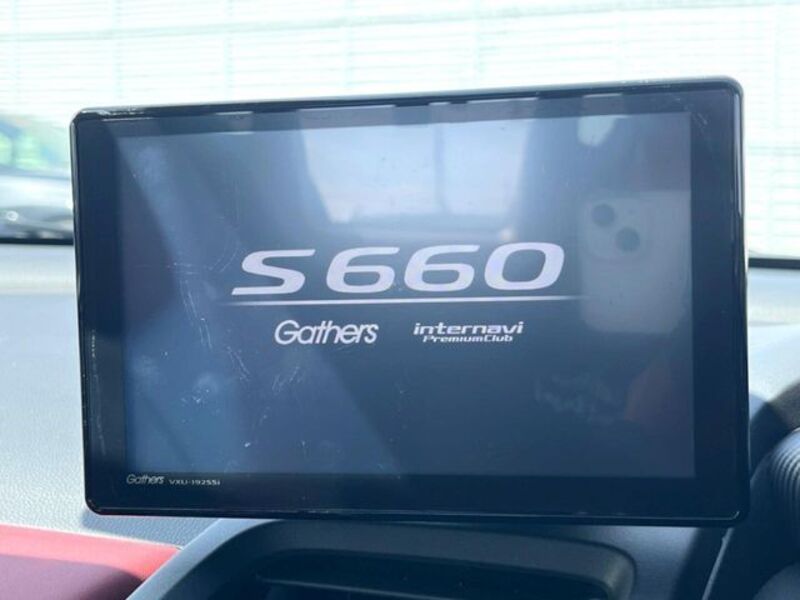 S660
Gathers internavi
PremiumClub
Gathers VXU-192SSi